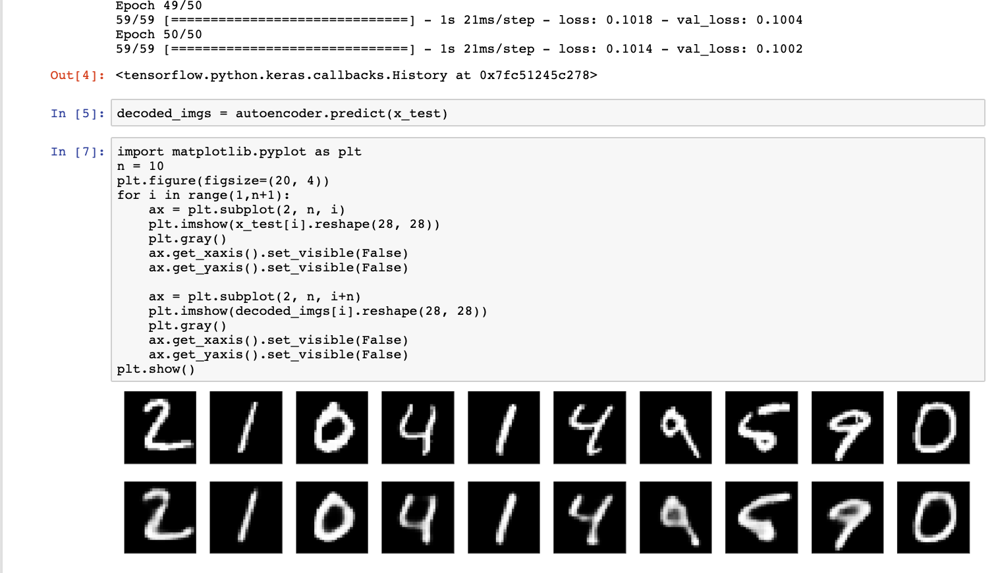 Epoch 49/50
59/59 [==============================] - 1s 21ms/step - loss: 0.1018 - val_loss: 0.1004
Epoch 50/50
59/59 [==============================] - 1s 21ms/step - loss: 0.1014 - val_loss: 0.1002
Out[4]: <tensorflow.python.keras.callbacks.History at 0x7fc51245c278>
In [5]: decoded_imgs = autoencoder.predict(x_test)
In [7]: import matplotlib.pyplot as plt
n = 10
plt.figure(figsize=(20, 4))
for i in range(1,n+1):
    ax = plt.subplot(2, n, i)
    plt.imshow(x_test[i].reshape(28, 28))
    plt.gray()
    ax.get_xaxis().set_visible(False)
    ax.get_yaxis().set_visible(False)

    ax = plt.subplot(2, n, i+n)
    plt.imshow(decoded_imgs[i].reshape(28, 28))
    plt.gray()
    ax.get_xaxis().set_visible(False)
    ax.get_yaxis().set_visible(False)
plt.show()
2 1 0 4 1 4 9 5 9 0
2 1 0 4 1 4 9 5 9 0